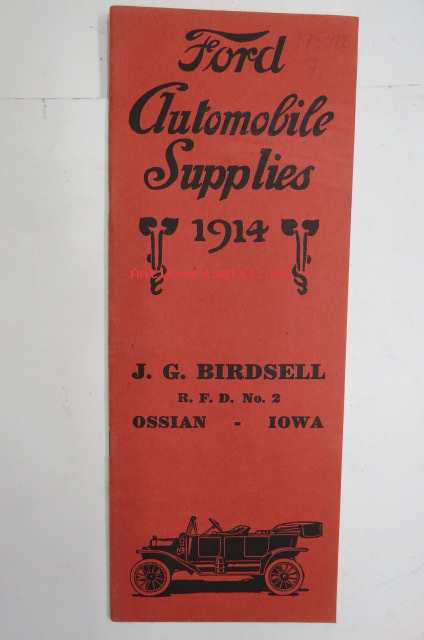 Ford
Automobile
Supplies
1914
J. G. BIRDSELL
R. F. D. No. 2
OSSIAN - IOWA